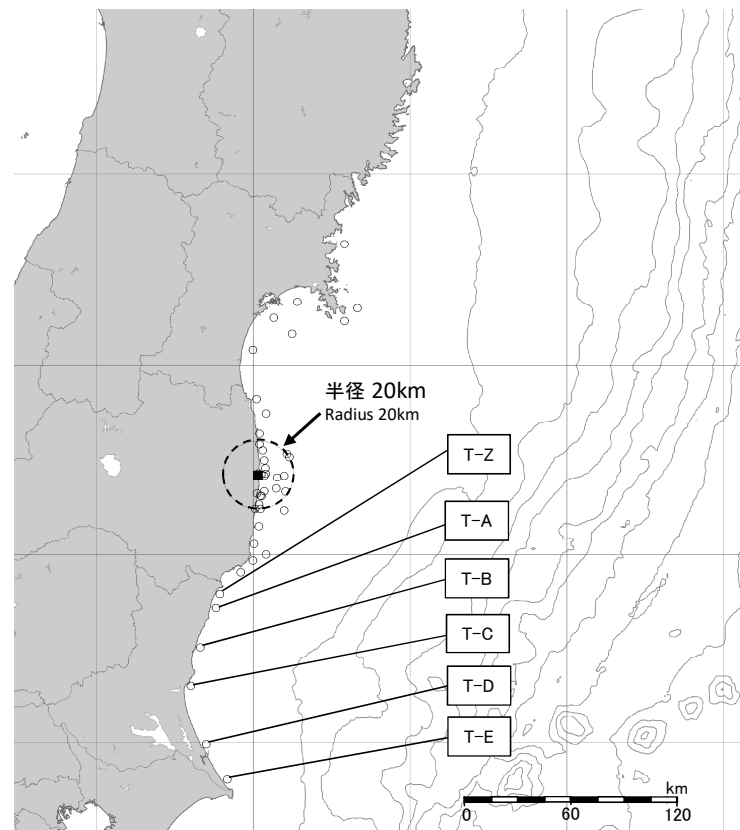 半径 20km
Radius 20km
T-Z
T-A
T-B
T-C
T-D
T-E
km
0 60 120